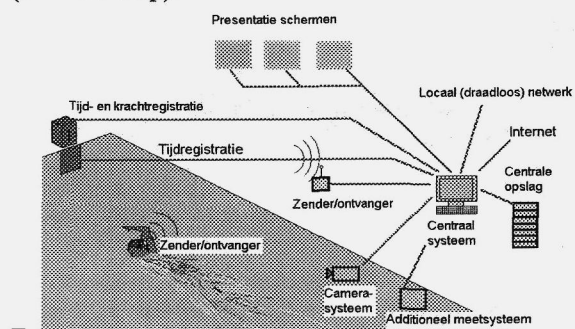 Presentatie schermen
Locaal (draadloos) netwerk
Tijd- en krachtregistratie
Internet
Tijdregistratie
Centrale
opslag
Zender/ontvanger
Centraal
systeem
Zender/ontvanger
Camera-
systeem
Additioneel meetsysteem